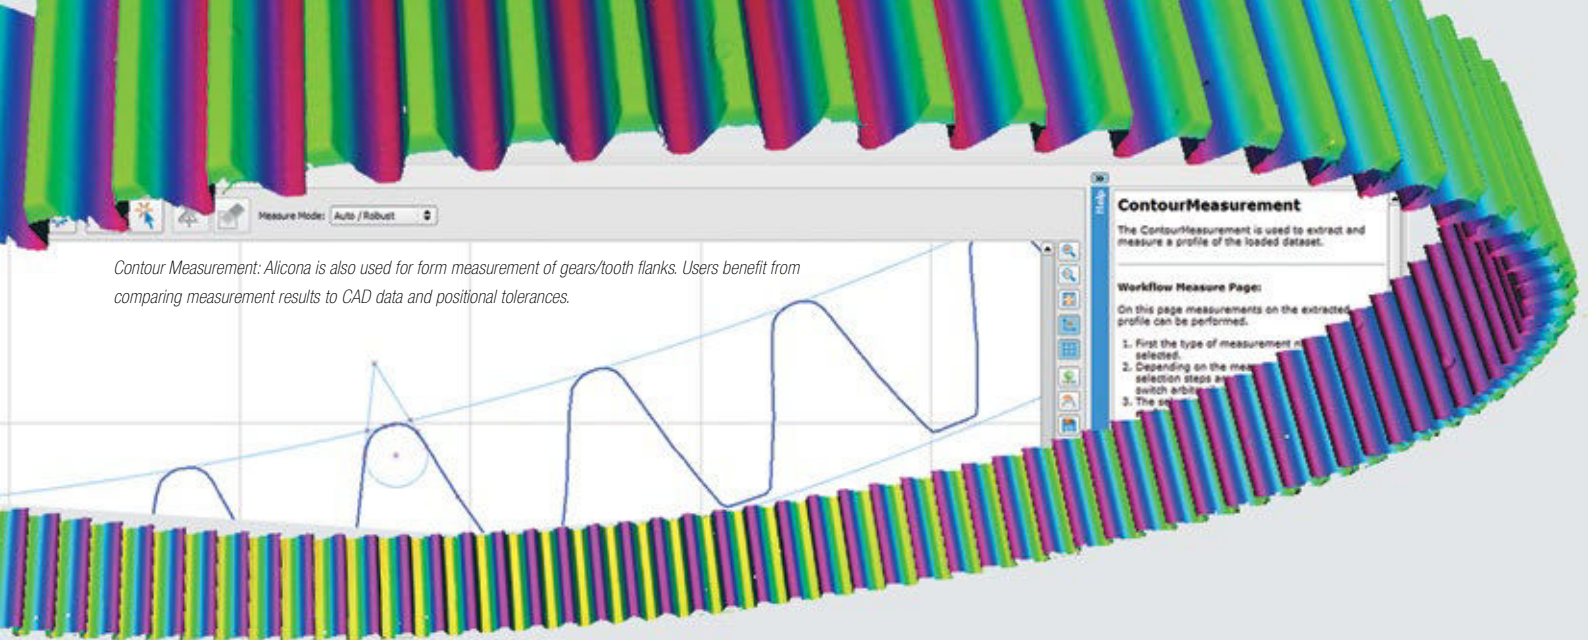 Measure Mode: Auto / Robust
Contour Measurement: Alicona is also used for form measurement of gears/tooth flanks. Users benefit from
comparing measurement results to CAD data and positional tolerances.
Help
ContourMeasurement
The ContourMeasurement is used to extract and
measure a profile of the loaded dataset.
Workflow Measure Page:
On this page measurements on the extracted
profile can be performed.
1. First the type of measurement
selected.
2. Depending on the
selection steps
switch
3. The